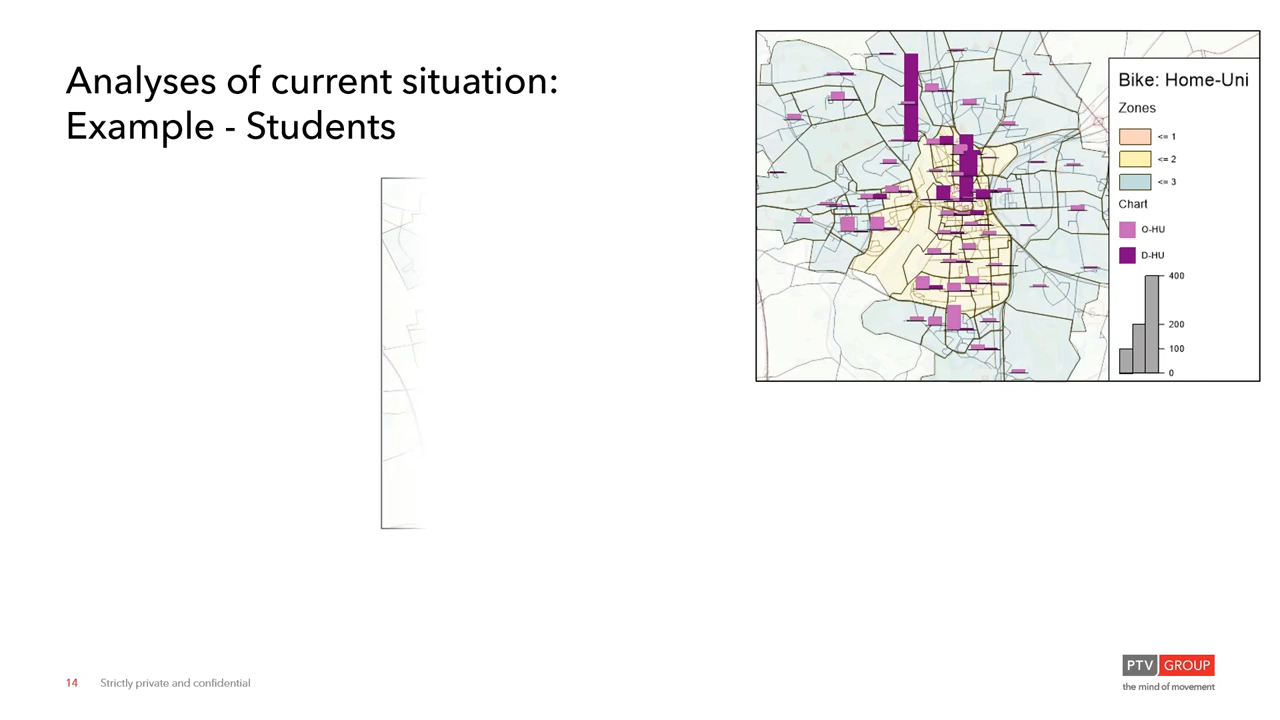 Analyses of current situation:
Example - Students
Bike: Home-Uni
Zones
<= 1
<= 2
<= 3
Chart
O-HU
D-HU
400
200
100
0
14 Strictly private and confidential
PTV GROUP
the mind of movement